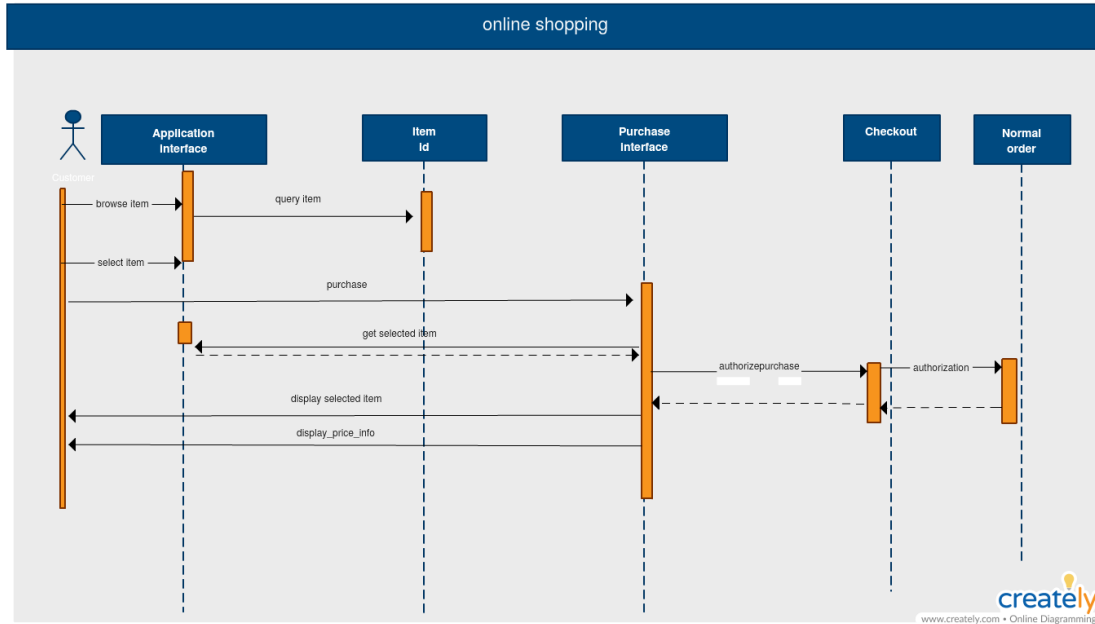 online shopping
Application
Interface
Item
Id
Purchase
Interface
Checkout
Normal
order
Customer
browse item
query item
select item
purchase
get selected item
authorizepurchase
authorization
display selected item
display_price_info
creately
www.creately.com • Online Diagramming